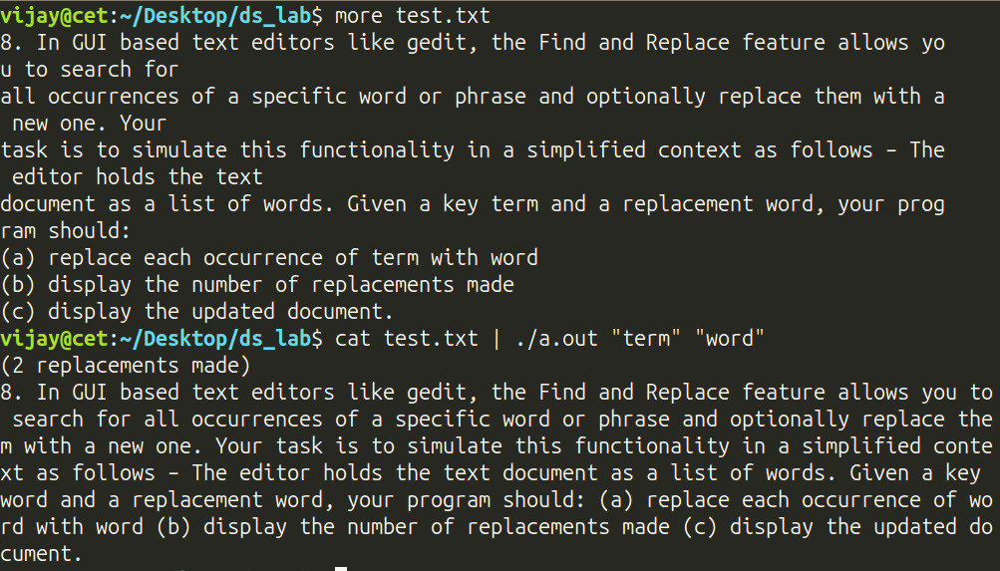 vijay@cet:~/Desktop/ds_lab$ more test.txt
8. In GUI based text editors like gedit, the Find and Replace feature allows yo
u to search for
all occurrences of a specific word or phrase and optionally replace them with a
 new one. Your
task is to simulate this functionality in a simplified context as follows – The
 editor holds the text
document as a list of words. Given a key term and a replacement word, your prog
ram should:
(a) replace each occurrence of term with word
(b) display the number of replacements made
(c) display the updated document.
vijay@cet:~/Desktop/ds_lab$ cat test.txt | ./a.out "term" "word"
(2 replacements made)
8. In GUI based text editors like gedit, the Find and Replace feature allows you to
 search for all occurrences of a specific word or phrase and optionally replace the
m with a new one. Your task is to simulate this functionality in a simplified conte
xt as follows – The editor holds the text document as a list of words. Given a key
word and a replacement word, your program should: (a) replace each occurrence of wo
rd with word (b) display the number of replacements made (c) display the updated do
cument.